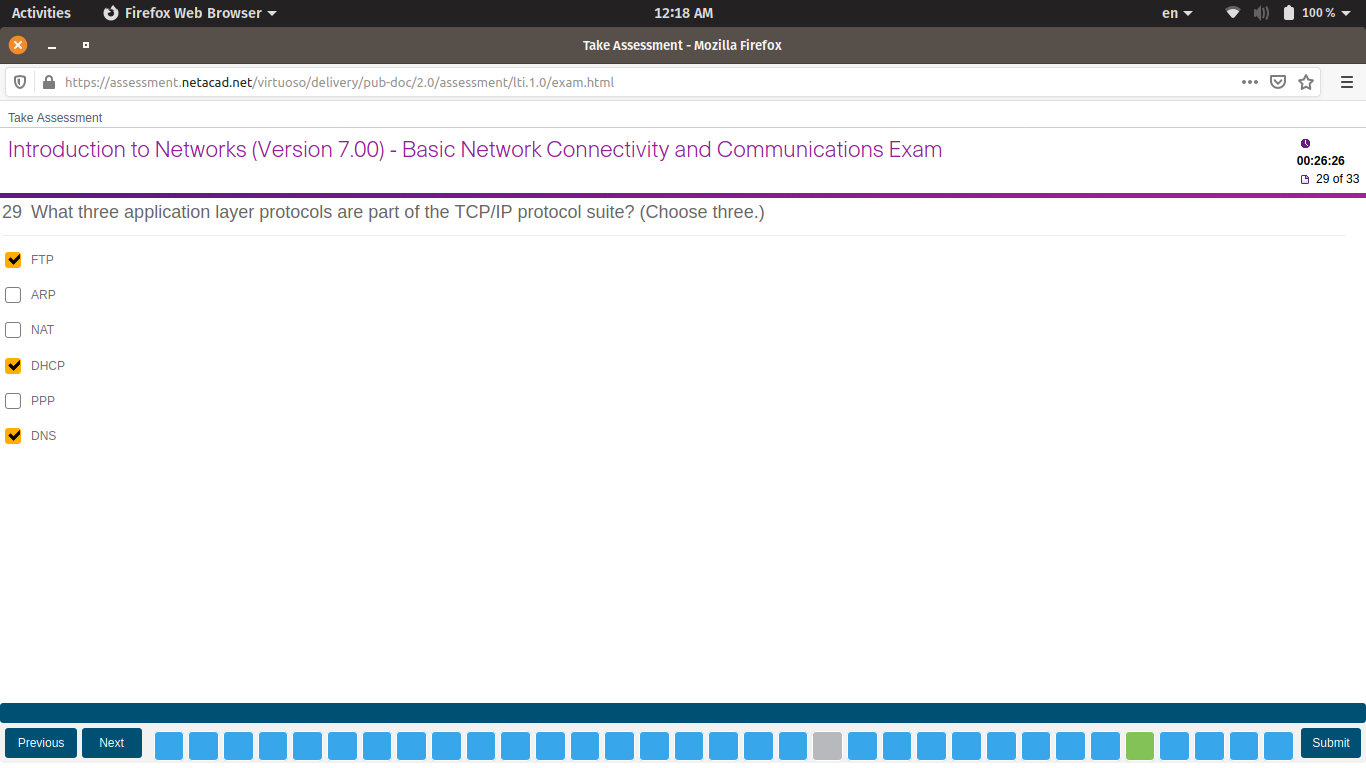 Activities Firefox Web Browser 12:18 AM en 100 %
Take Assessment - Mozilla Firefox
https://assessment.netacad.net/virtuoso/delivery/pub-doc/2.0/assessment/lti.1.0/exam.html
Take Assessment
Introduction to Networks (Version 7.00) - Basic Network Connectivity and Communications Exam
00:26:26
29 of 33
29 What three application layer protocols are part of the TCP/IP protocol suite? (Choose three.)
FTP
ARP
NAT
DHCP
PPP
DNS
Previous Next Submit